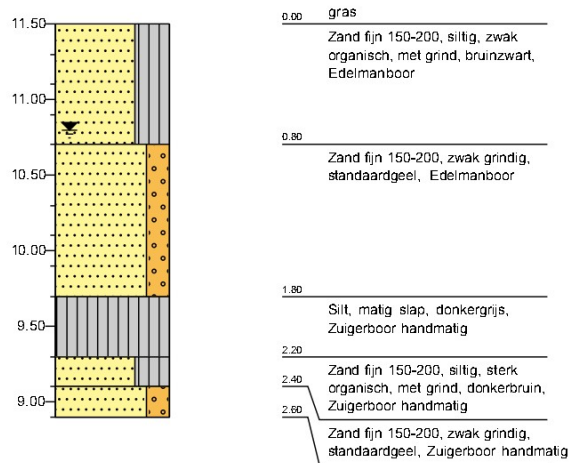 11.50
11.00
10.50
10.00
9.50
9.00
0.00 gras
Zand fijn 150-200, siltig, zwak
organisch, met grind, bruinzwart,
Edelmanboor
0.80
Zand fijn 150-200, zwak grindig,
standaardgeel, Edelmanboor
1.80
Silt, matig slap, donkergrijs,
Zuigerboor handmatig
2.20
Zand fijn 150-200, siltig, sterk
2.40
organisch, met grind, donkerbruin,
Zuigerboor handmatig
2.60
Zand fijn 150-200, zwak grindig,
standaardgeel, Zuigerboor handmatig